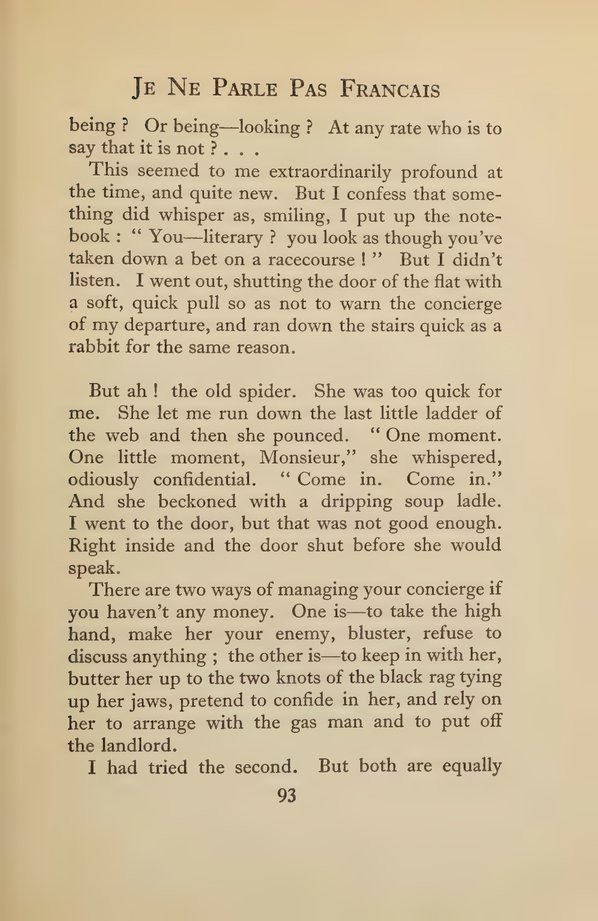 JE NE PARLE PAS FRANCAIS
being ? Or being—looking ? At any rate who is to
say that it is not ? . . .
This seemed to me extraordinarily profound at
the time, and quite new. But I confess that some-
thing did whisper as, smiling, I put up the note-
book : “ You—literary ? you look as though you’ve
taken down a bet on a racecourse ! ” But I didn’t
listen. I went out, shutting the door of the flat with
a soft, quick pull so as not to warn the concierge
of my departure, and ran down the stairs quick as a
rabbit for the same reason.
But ah ! the old spider. She was too quick for
me. She let me run down the last little ladder of
the web and then she pounced. “ One moment.
One little moment, Monsieur,” she whispered,
odiously confidential. “ Come in. Come in.”
And she beckoned with a dripping soup ladle.
I went to the door, but that was not good enough.
Right inside and the door shut before she would
speak.
There are two ways of managing your concierge if
you haven’t any money. One is—to take the high
hand, make her your enemy, bluster, refuse to
discuss anything ; the other is—to keep in with her,
butter her up to the two knots of the black rag tying
up her jaws, pretend to confide in her, and rely on
her to arrange with the gas man and to put off
the landlord.
I had tried the second. But both are equally
93